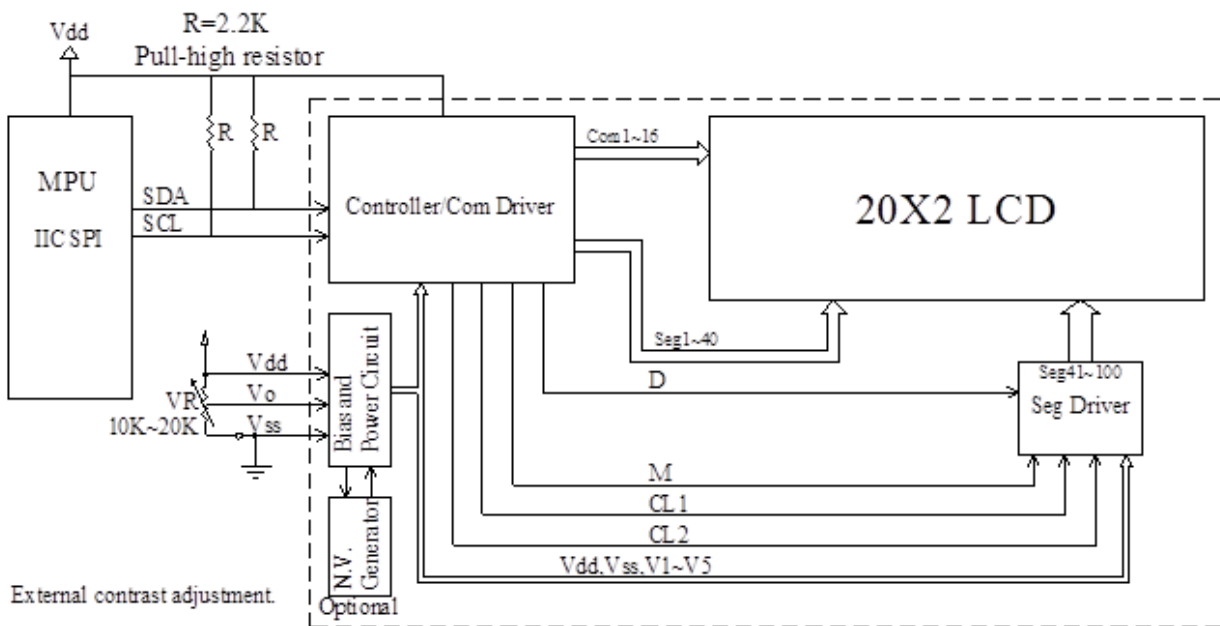 Vdd
R=2.2K
Pull-high resistor
R
R
MPU
IIC SPI
SDA
SCL
Controller/Com Driver
Com1~16
20X2 LCD
Seg1~40
D
Seg41~100
Seg Driver
Vdd
VR
Vo
10K~20K
Vss
Bias and
Power Circuit
M
CL1
CL2
Vdd,Vss,V1~V5
N.V.
Generator
Optional
External contrast adjustment.